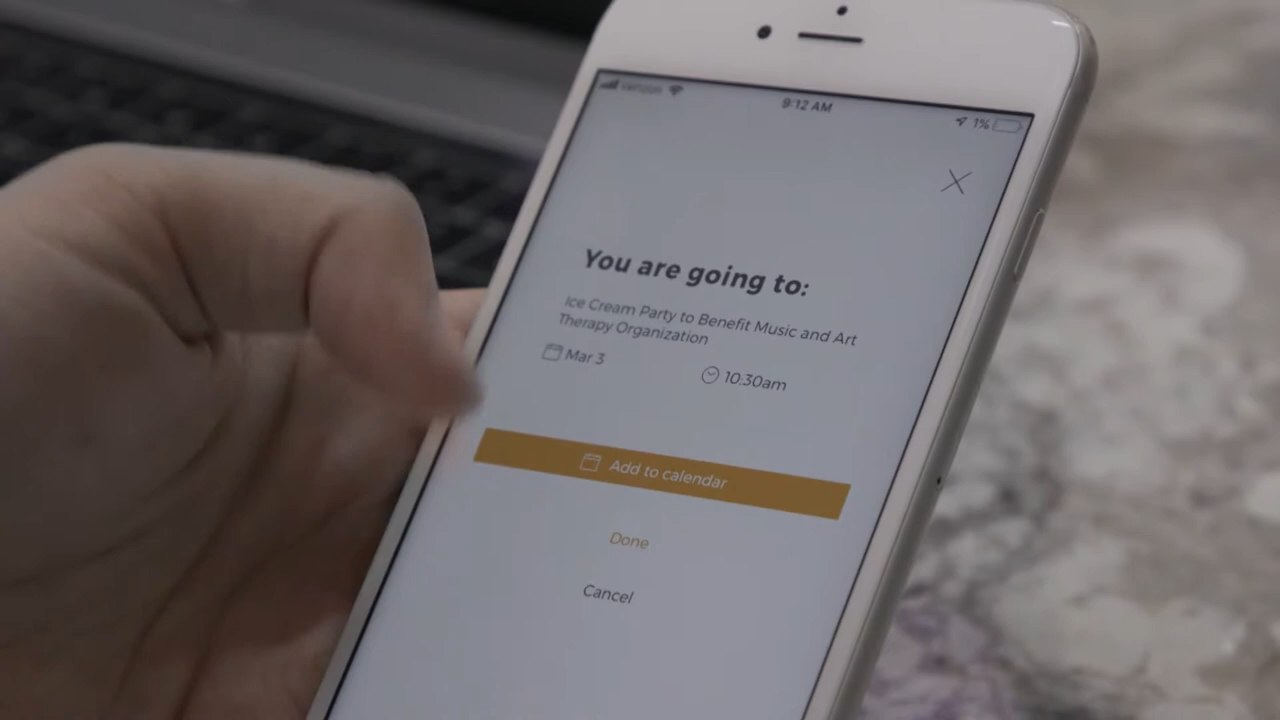 verizon
9:12 AM
1%
You are going to:
Ice Cream Party to Benefit Music and Art
Therapy Organization
Mar 3
10:30am
Add to calendar
Done
Cancel